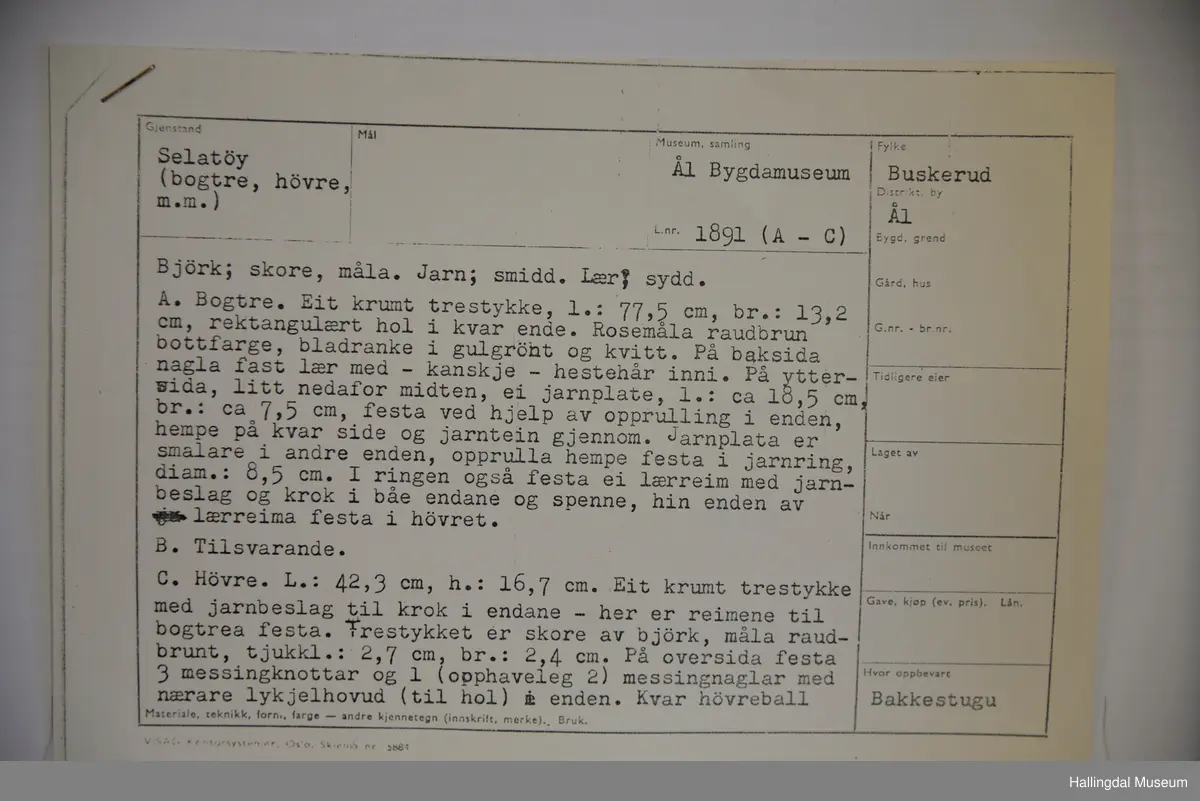 Gjenstand
Selatöy
(bogtre, hövre,
m.m.)
Mål
Museum, samling
Ål Bygdamuseum
L.nr. 1891 (A - C)
Fylke
Buskerud
Distrikt, by
Ål
Bygd, grend
Gård, hus
G.nr. - br.nr.
Tidligere eier
Laget av
Når
Innkommet til museet
Gave, kjøp (ev. pris). Lån.
Hvor oppbevart
Bakkestugu
Björk; skore, måla. Jarn; smidd. Lær; sydd.
A. Bogtre. Eit krumt trestykke, l.: 77,5 cm, br.: 13,2
cm, rektangulært hol i kvar ende. Rosemåla raudbrun
bottfarge, bladranke i gulgrönt og kvitt. På baksida
nagla fast lær med - kanskje - hestehår inni. På ytter-
sida, litt nedafor midten, ei jarnplate, l.: ca 18,5 cm,
br.: ca 7,5 cm, festa ved hjelp av opprulling i enden,
hempe på kvar side og jarntein gjennom. Jarnplata er
smalare i andre enden, opprulla hempe festa i jarnring,
diam.: 8,5 cm. I ringen også festa ei lærreim med jarn-
beslag og krok i båe endane og spenne, hin enden av
lærreima festa i hövret.
B. Tilsvarande.
C. Hövre. L.: 42,3 cm, h.: 16,7 cm. Eit krumt trestykke
med jarnbeslag til krok i endane - her er reimene til
bogtrea festa. Trestykket er skore av björk, måla raud-
brunt, tjukkl.: 2,7 cm, br.: 2,4 cm. På oversida festa
3 messingknottar og 1 (opphaveleg 2) messingnaglar med
nærare lykjelhovud (til hol) i enden. Kvar hövreball
Materiale, teknikk, form, farge — andre kjennetegn (innskrift, merke). Bruk.
VISAG Kontorsystemer, Oslo, Skjema nr. 5884
Hallingdal Museum